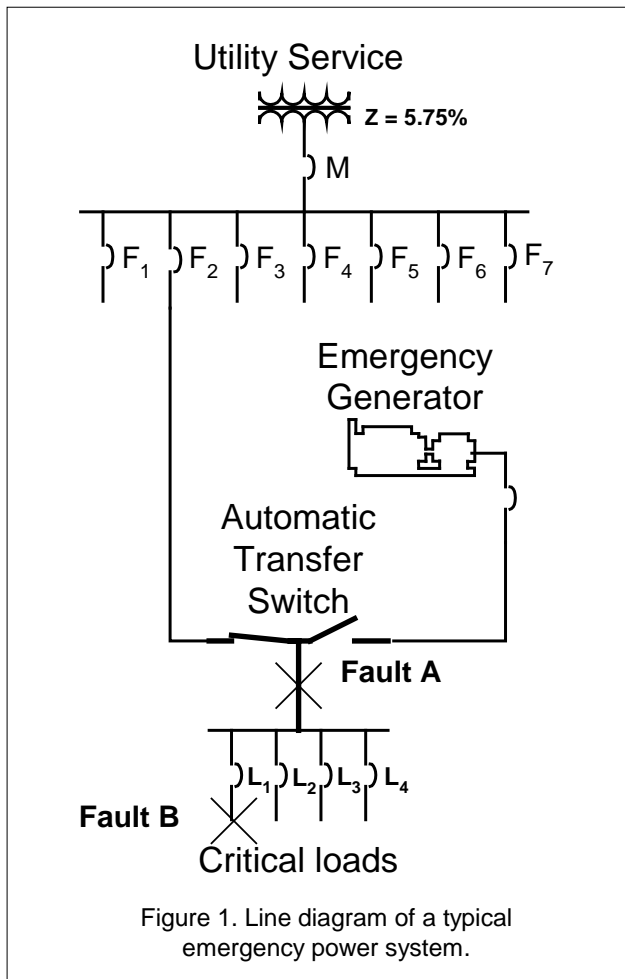 Utility Service
Z = 5.75%
M
F1 F2 F3 F4 F5 F6 F7
Emergency
Generator
Automatic
Transfer
Switch
Fault A
L1 L2 L3 L4
Fault B
Critical loads
Figure 1. Line diagram of a typical
emergency power system.